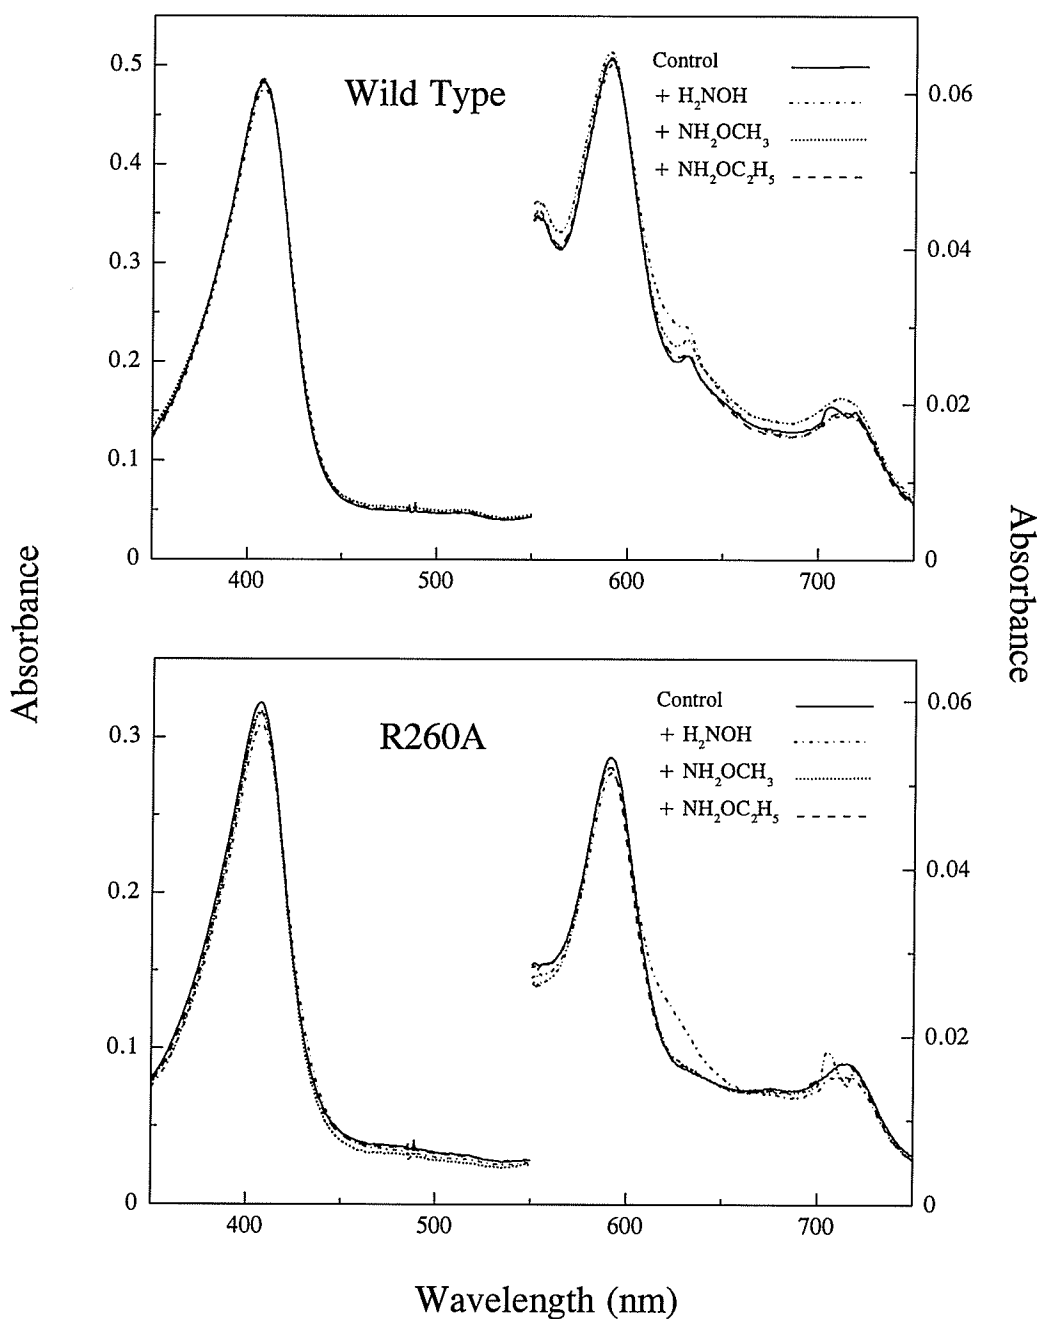 Wild Type
Control
+ H₂NOH
+ NH₂OCH₃
+ NH₂OC₂H₅
0.5
0.4
0.3
0.2
0.1
0
0.06
0.04
0.02
0
400
500
600
700
Absorbance
Absorbance
R260A
Control
+ H₂NOH
+ NH₂OCH₃
+ NH₂OC₂H₅
0.3
0.2
0.1
0
0.06
0.04
0.02
0
400
500
600
700
Wavelength (nm)